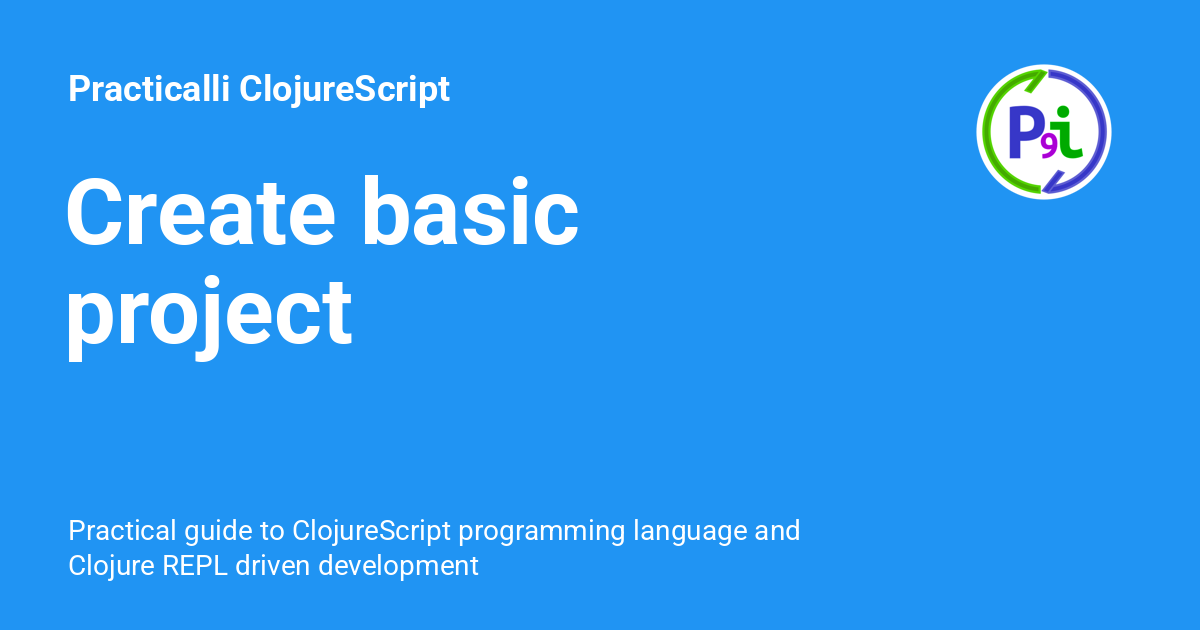 Practicalli ClojureScript
P9i
Create basic
project
Practical guide to ClojureScript programming language and
Clojure REPL driven development